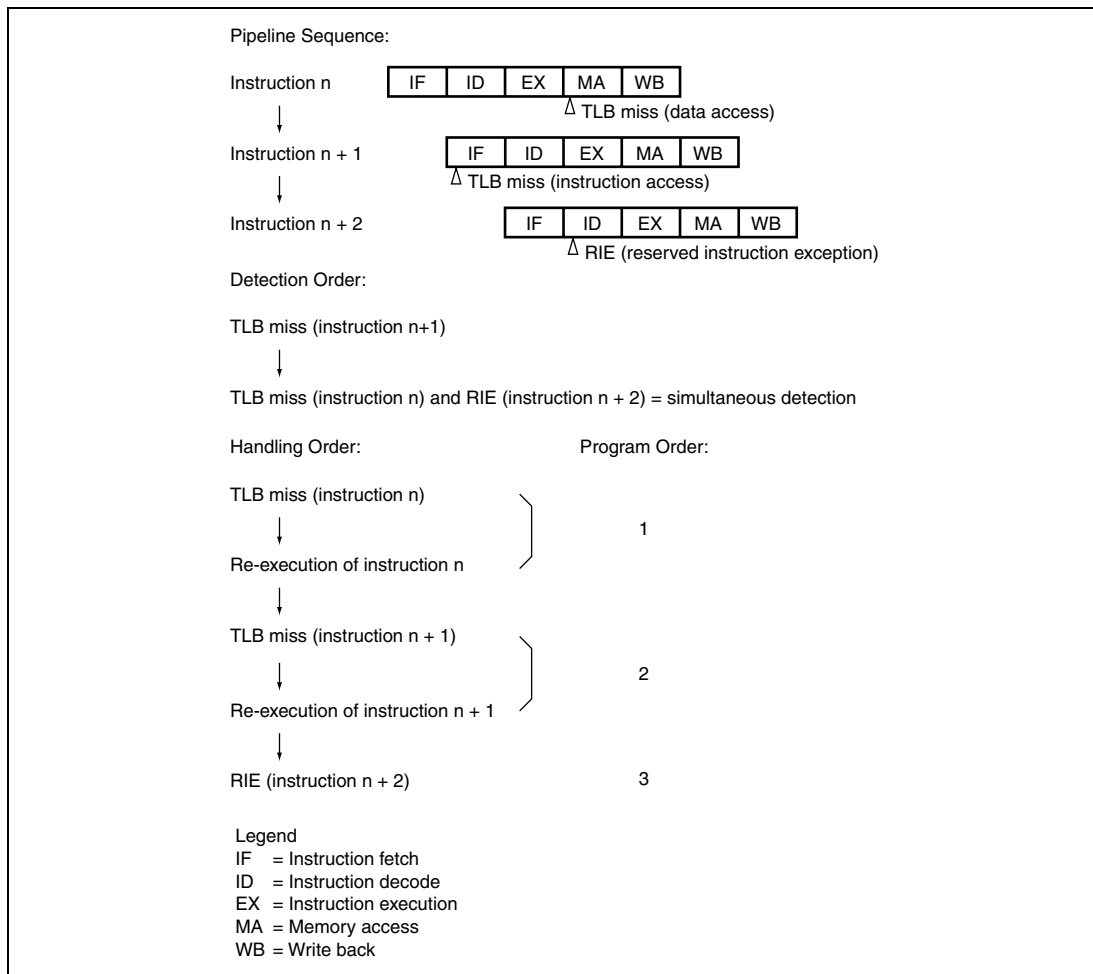 Pipeline Sequence:
Instruction n IF ID EX MA WB
TLB miss (data access)
Instruction n + 1 IF ID EX MA WB
TLB miss (instruction access)
Instruction n + 2 IF ID EX MA WB
RIE (reserved instruction exception)
Detection Order:
TLB miss (instruction n+1)
TLB miss (instruction n) and RIE (instruction n + 2) = simultaneous detection
Handling Order: Program Order:
TLB miss (instruction n)
1
Re-execution of instruction n
TLB miss (instruction n + 1)
2
Re-execution of instruction n + 1
RIE (instruction n + 2) 3
Legend
IF = Instruction fetch
ID = Instruction decode
EX = Instruction execution
MA = Memory access
WB = Write back